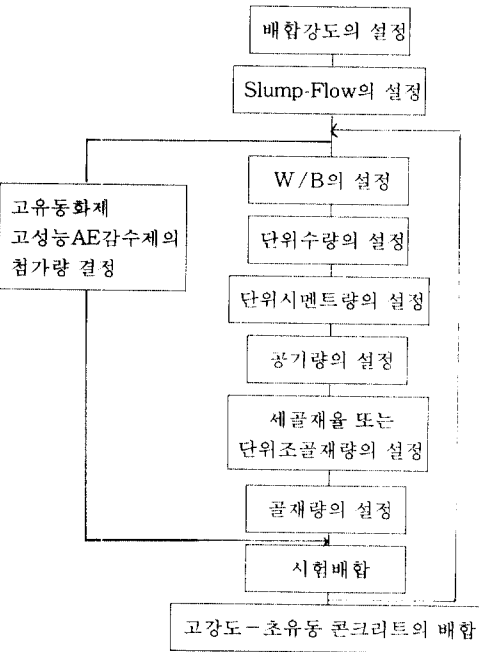 배합강도의 설정
Slump-Flow의 설정
W/B의 설정
고유동화제
고성능AE감수제의
첨가량 결정
단위수량의 설정
단위시멘트량의 설정
공기량의 설정
세골재율 또는
단위조골재량의 설정
골재량의 설정
시험배합
고강도-초유동 콘크리트의 배합